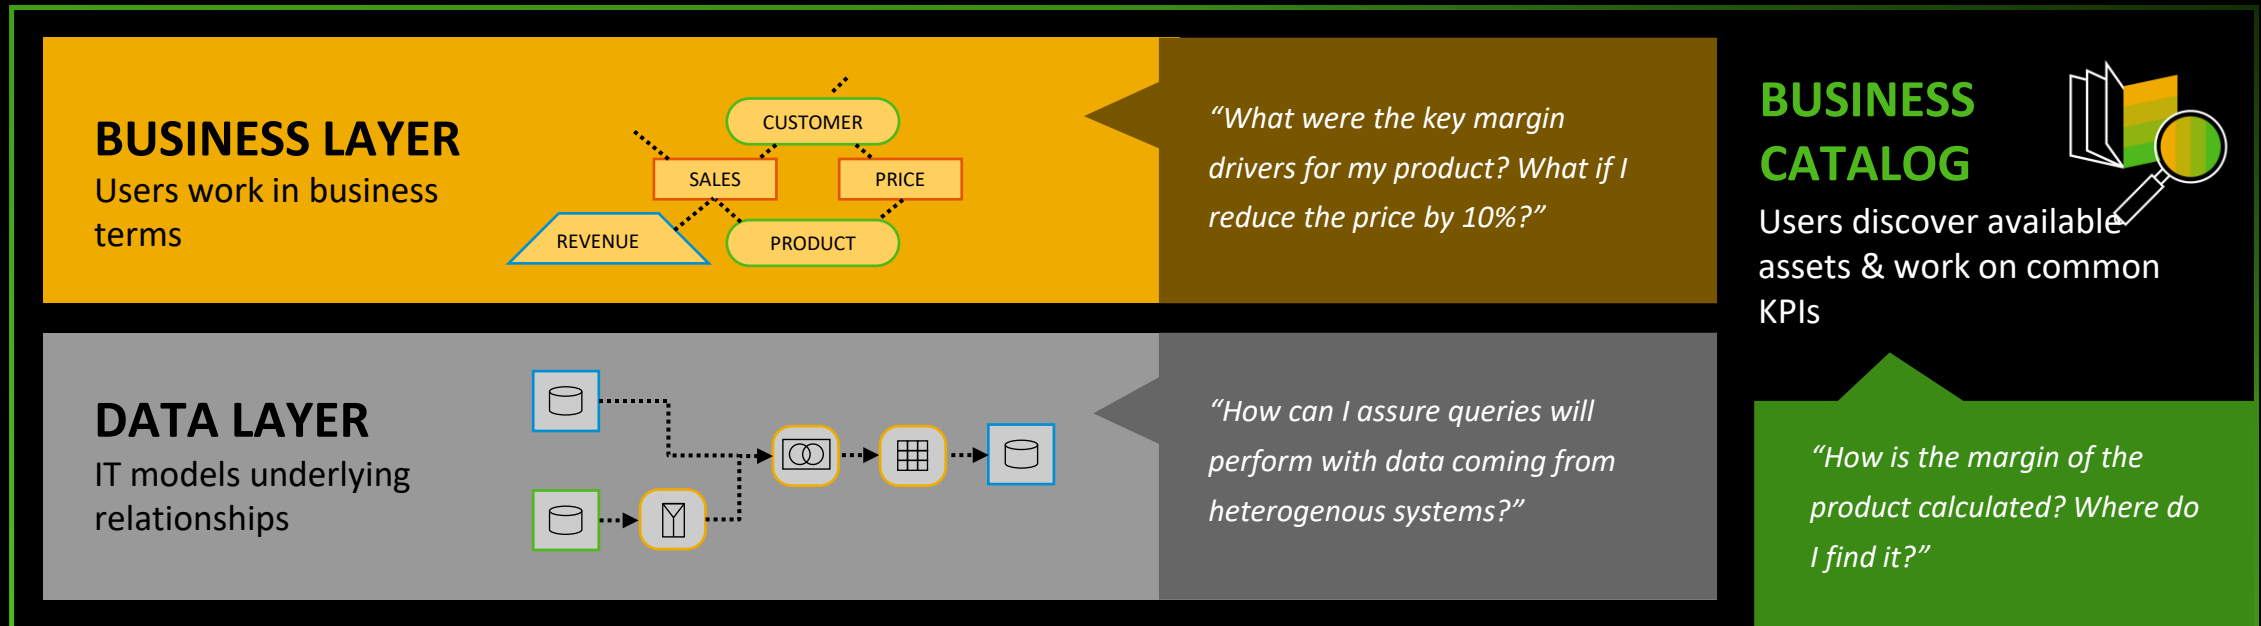 BUSINESS LAYER
Users work in business
terms
CUSTOMER
SALES
PRICE
REVENUE
PRODUCT
“What were the key margin
drivers for my product? What if I
reduce the price by 10%?”
DATA LAYER
IT models underlying
relationships
“How can I assure queries will
perform with data coming from
heterogenous systems?”
BUSINESS
CATALOG
Users discover available
assets & work on common
KPIs
“How is the margin of the
product calculated? Where do
I find it?”